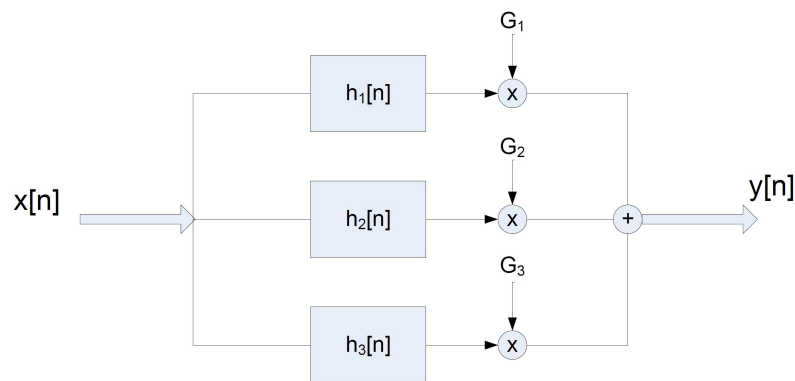 G₁
h₁[n]
x
G₂
x[n]
h₂[n]
x
+
y[n]
G₃
h₃[n]
x